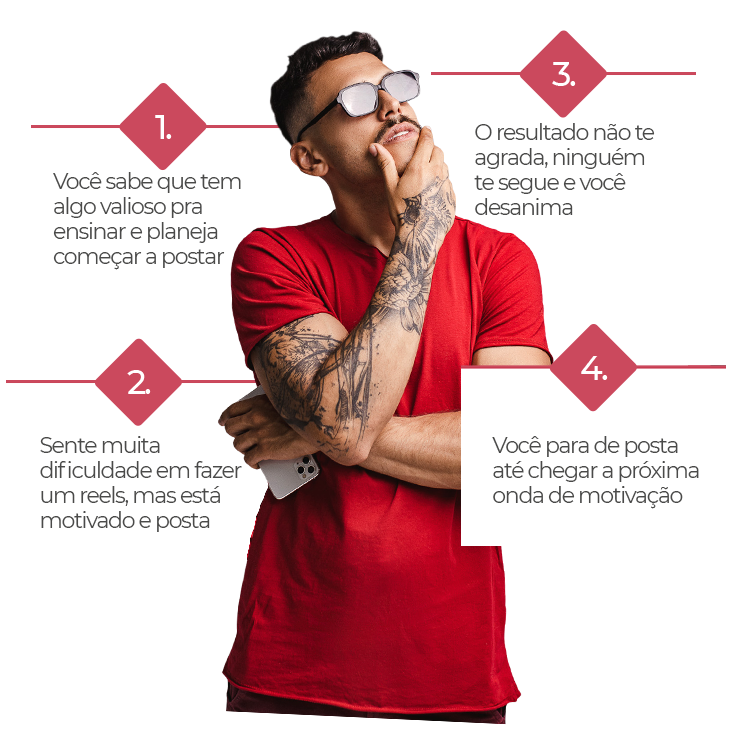 1.
Você sabe que tem
algo valioso pra
ensinar e planeja
começar a postar
2.
Sente muita
dificuldade em fazer
um reels, mas está
motivado e posta
3.
O resultado não te
agrada, ninguém
te segue e você
desanima
4.
Você para de posta
até chegar a próxima
onda de motivação